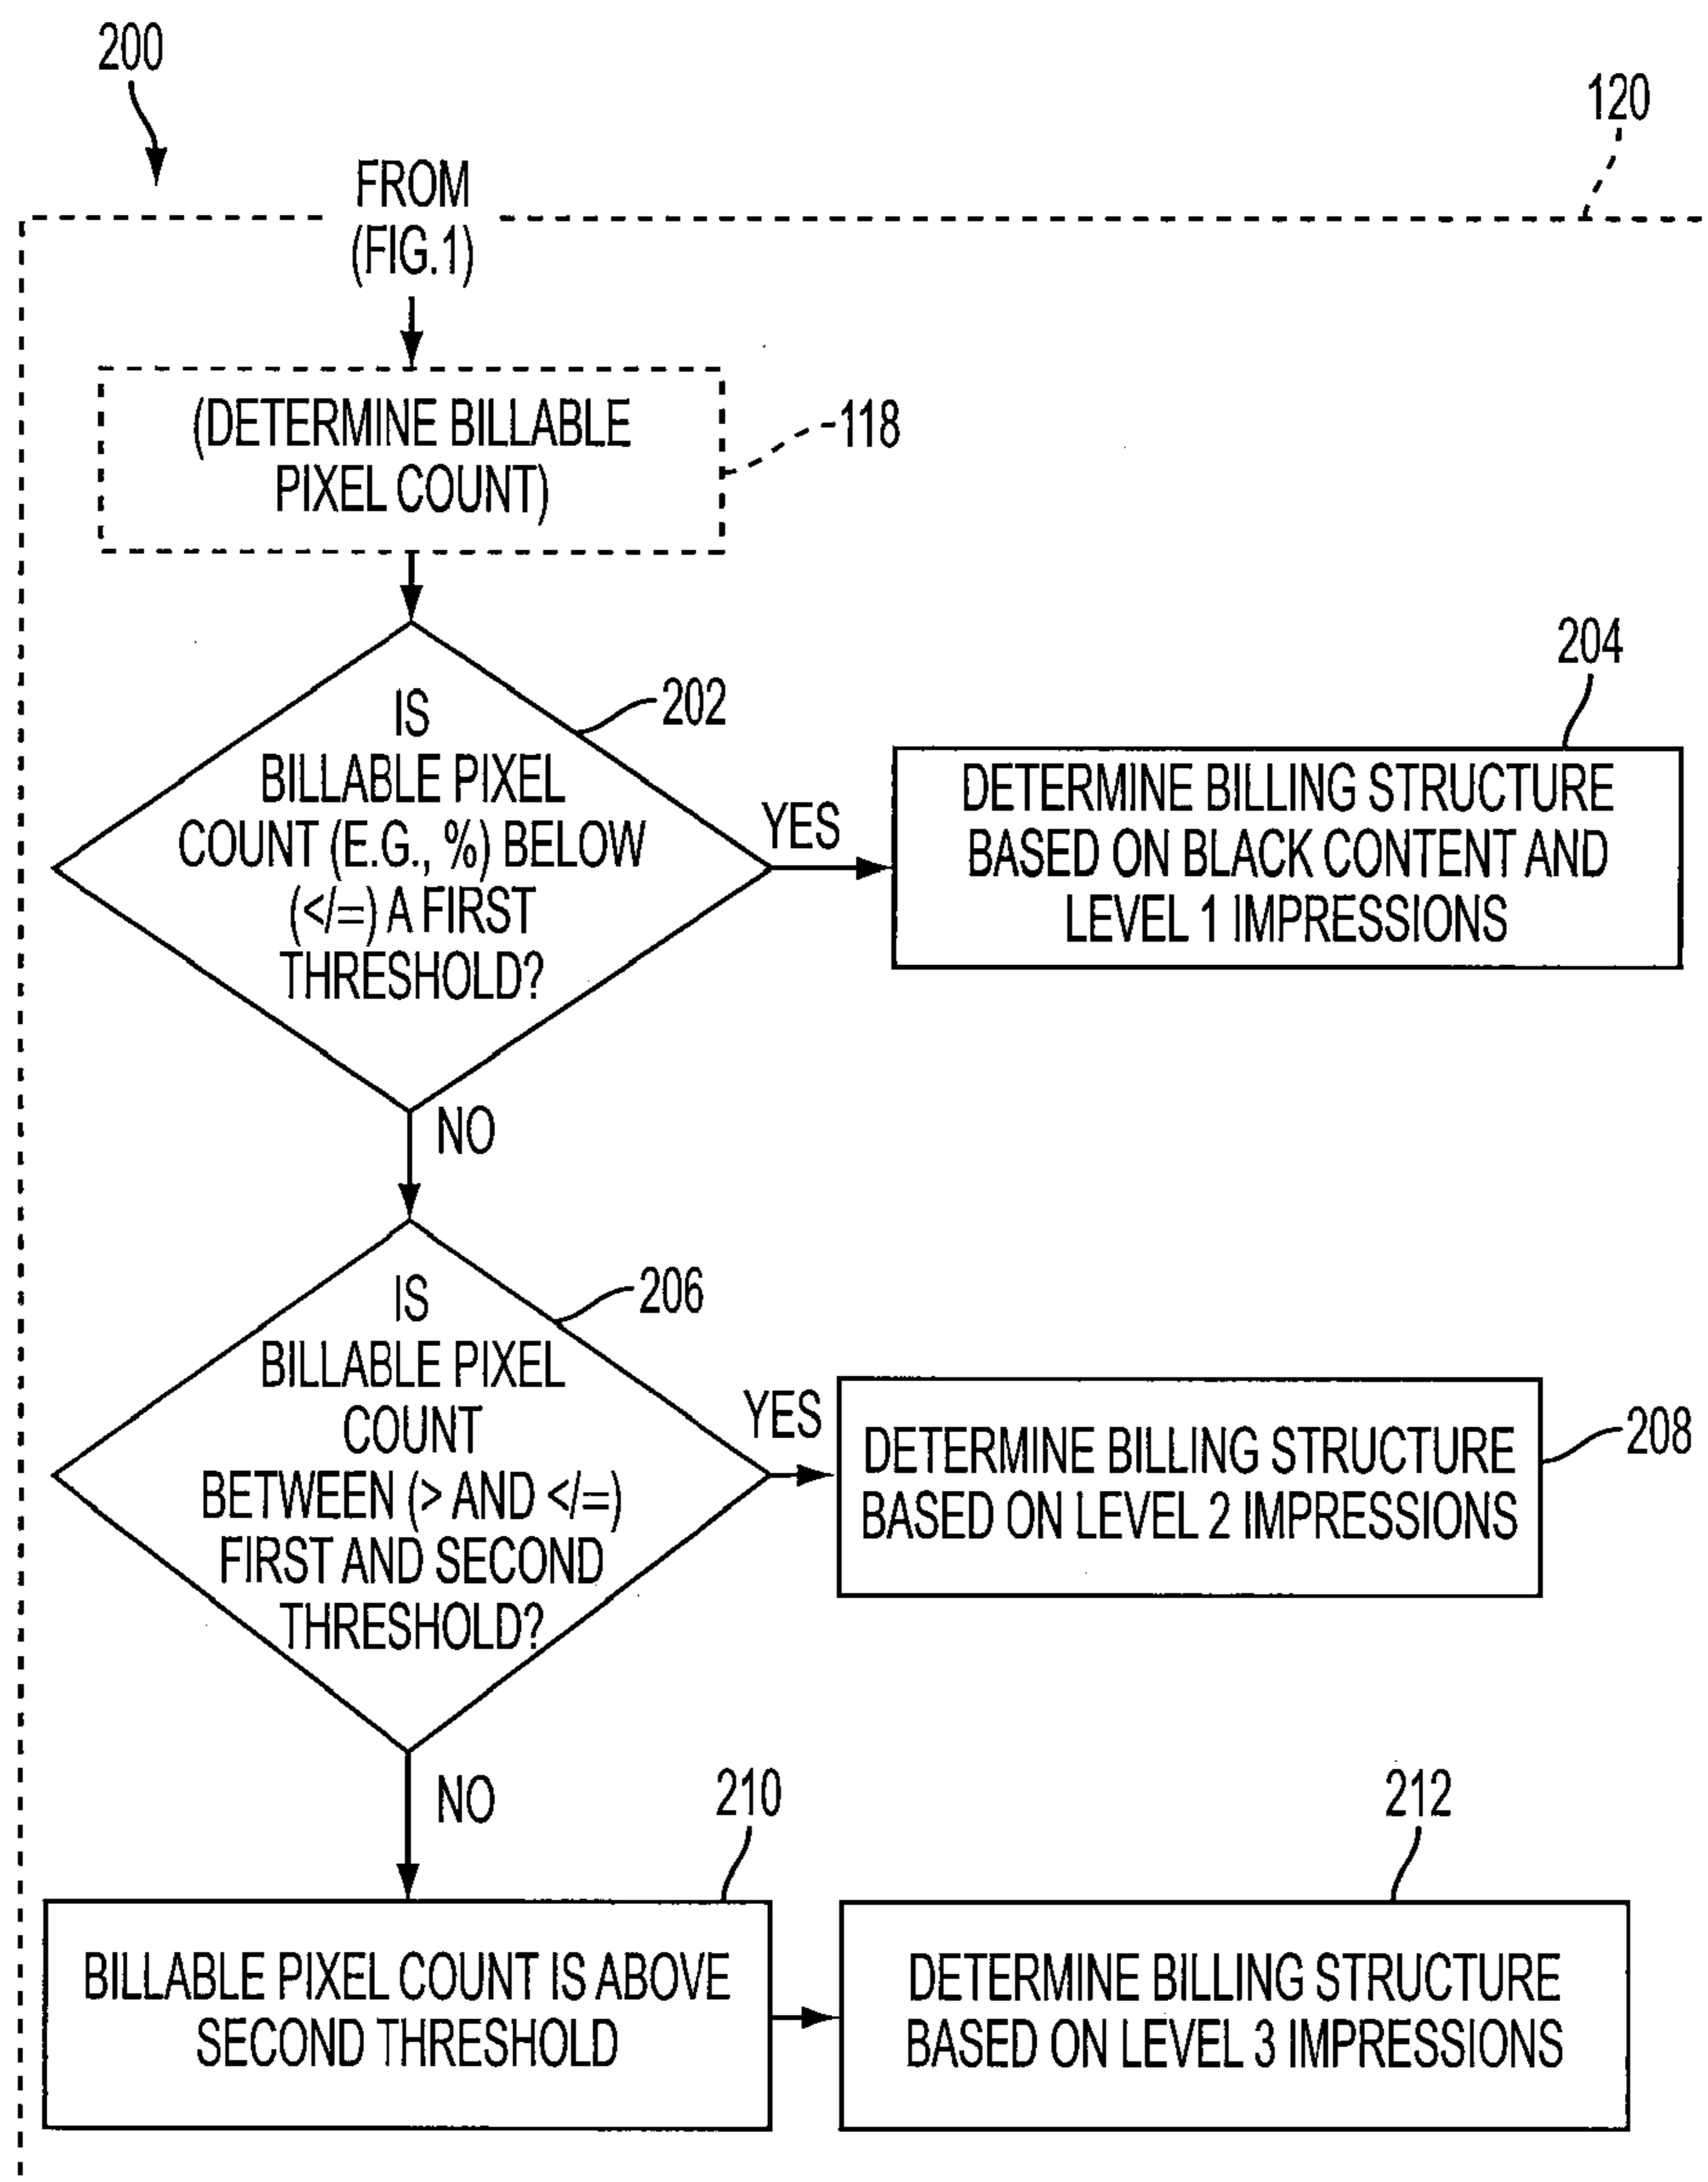 200
120
FROM
(FIG.1)
(DETERMINE BILLABLE
PIXEL COUNT)
118
IS
BILLABLE PIXEL
COUNT (E.G., %) BELOW
(</=) A FIRST
THRESHOLD?
202
YES
204
DETERMINE BILLING STRUCTURE
BASED ON BLACK CONTENT AND
LEVEL 1 IMPRESSIONS
NO
IS
BILLABLE PIXEL
COUNT
BETWEEN (> AND </=)
FIRST AND SECOND
THRESHOLD?
206
YES
DETERMINE BILLING STRUCTURE
BASED ON LEVEL 2 IMPRESSIONS
208
NO
210
BILLABLE PIXEL COUNT IS ABOVE
SECOND THRESHOLD
212
DETERMINE BILLING STRUCTURE
BASED ON LEVEL 3 IMPRESSIONS